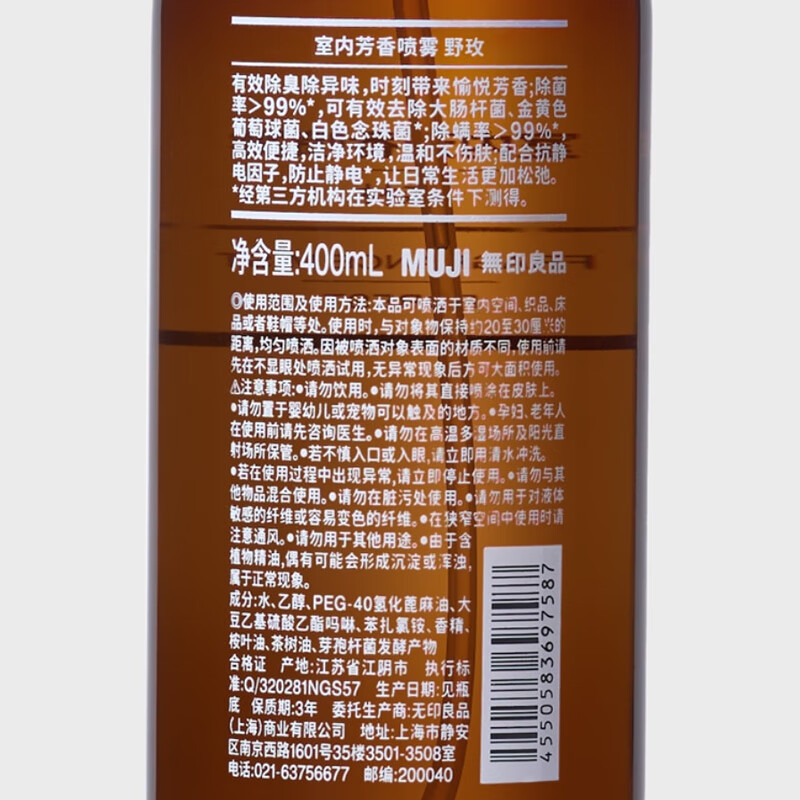 室内芳香喷雾 野玫
有效除臭除异味,时刻带来愉悦芳香;除菌
率>99%*,可有效去除大肠杆菌、金黄色
葡萄球菌、白色念珠菌*;除螨率>99%*,
高效便捷,洁净环境,温和不伤肤;配合抗静
电因子,防止静电*,让日常生活更加松弛。
*经第三方机构在实验室条件下测得。
净含量:400mL MUJI 無印良品
◎使用范围及使用方法:本品可喷洒于室内空间、织品、床
品或者鞋帽等处。使用时,与对象物保持约20至30厘米的
距离,均匀喷洒。因被喷洒对象表面的材质不同,使用前请
先在不显眼处喷洒试用,无异常现象后方可大面积使用。
⚠注意事项:●请勿饮用。●请勿将其直接喷涂在皮肤上。
●请勿置于婴幼儿或宠物可以触及的地方。●孕妇、老年人
在使用前请先咨询医生。●请勿在高温多湿场所及阳光直
射场所保管。●若不慎入口或入眼,请立即用清水冲洗。
●若在使用过程中出现异常,请立即停止使用。●请勿与其
他物品混合使用。●请勿在脏污处使用。●请勿用于对液体
敏感的纤维或容易变色的纤维。●在狭窄空间中使用时请
注意通风。●请勿用于其他用途。●由于含
植物精油,偶有可能会形成沉淀或浑浊,
属于正常现象。
成分:水、乙醇、PEG-40氢化蓖麻油、大
豆乙基硫酸乙酯吗啉、苯扎氯铵、香精、
桉叶油、茶树油、芽孢杆菌发酵产物
合格证 产地:江苏省江阴市 执行标
准:Q/320281NGS57 生产日期:见瓶
底 保质期:3年 委托生产商:无印良品
(上海)商业有限公司 地址:上海市静安
区南京西路1601号35楼3501-3508室
电话:021-63756677 邮编:200040
4550583697587